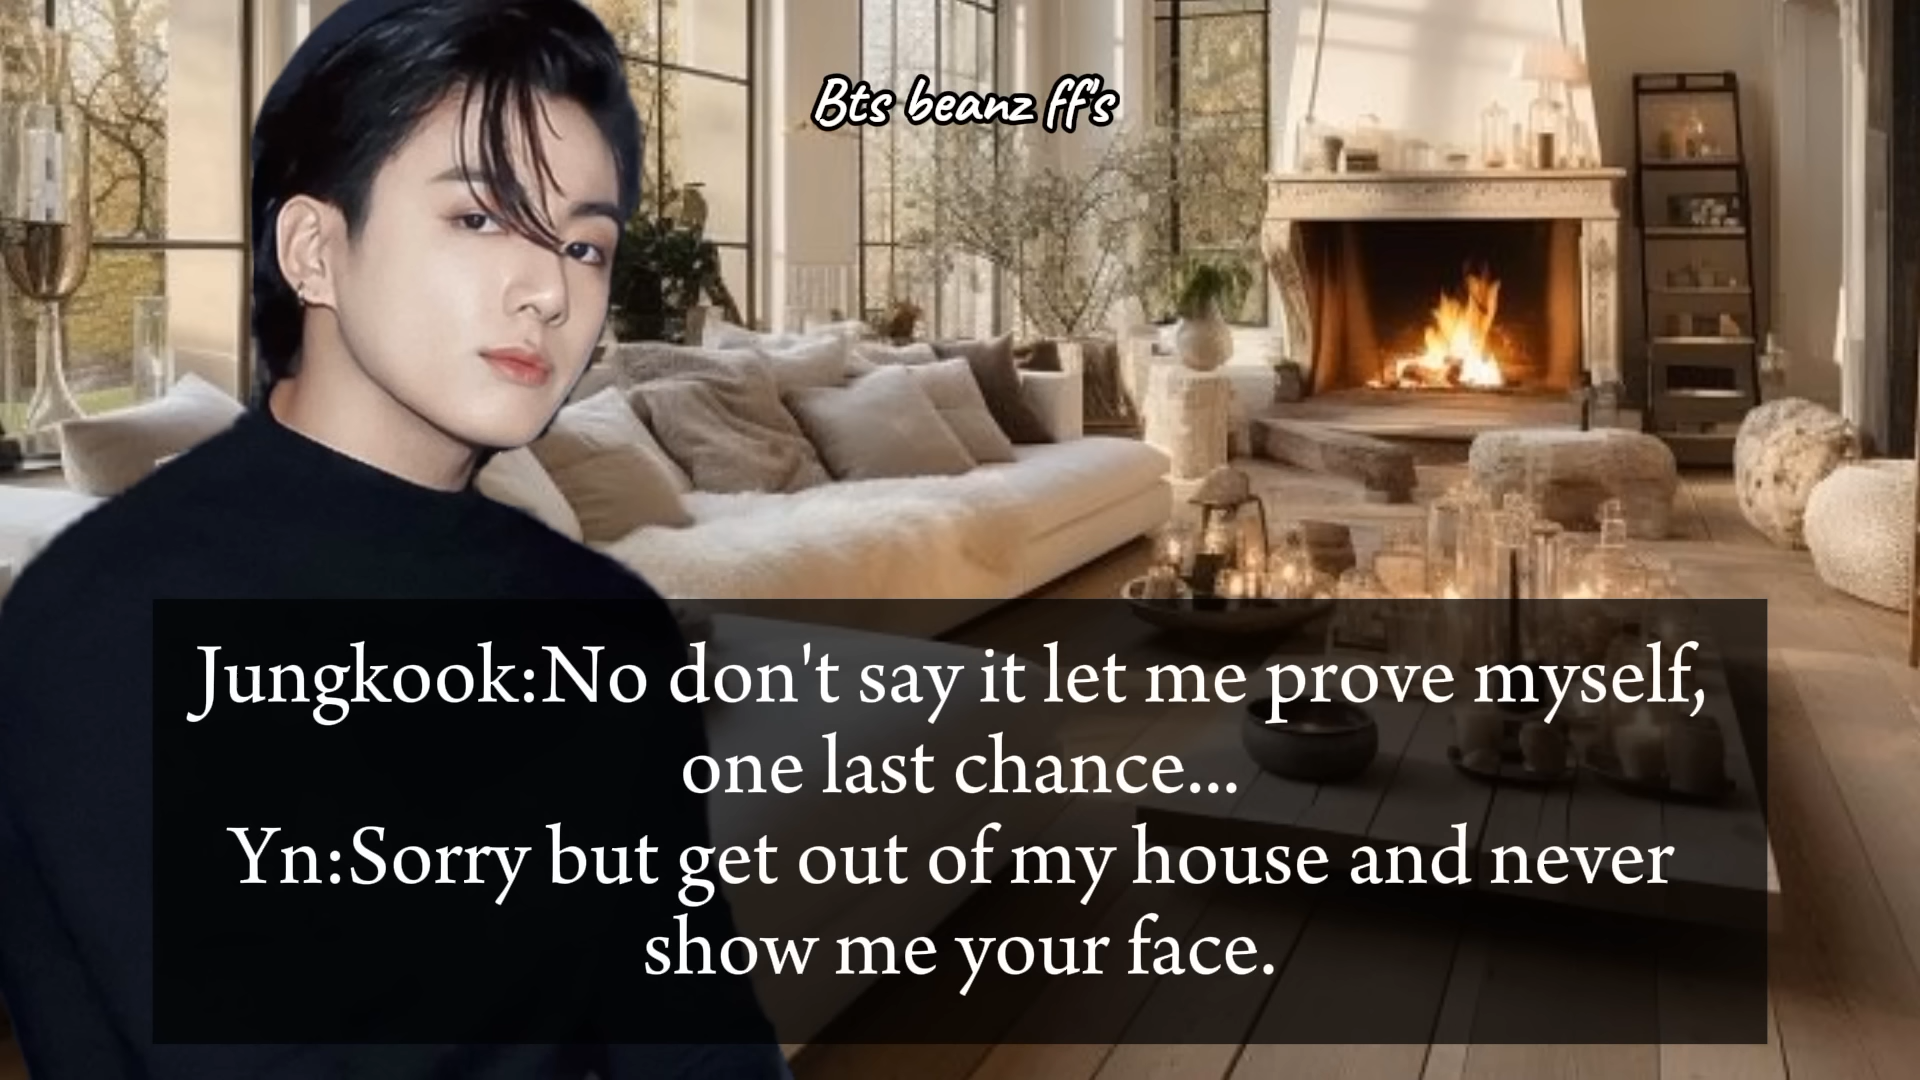 Bts beanz ff's
Jungkook:No don't say it let me prove myself,
one last chance...
Yn:Sorry but get out of my house and never
show me your face.